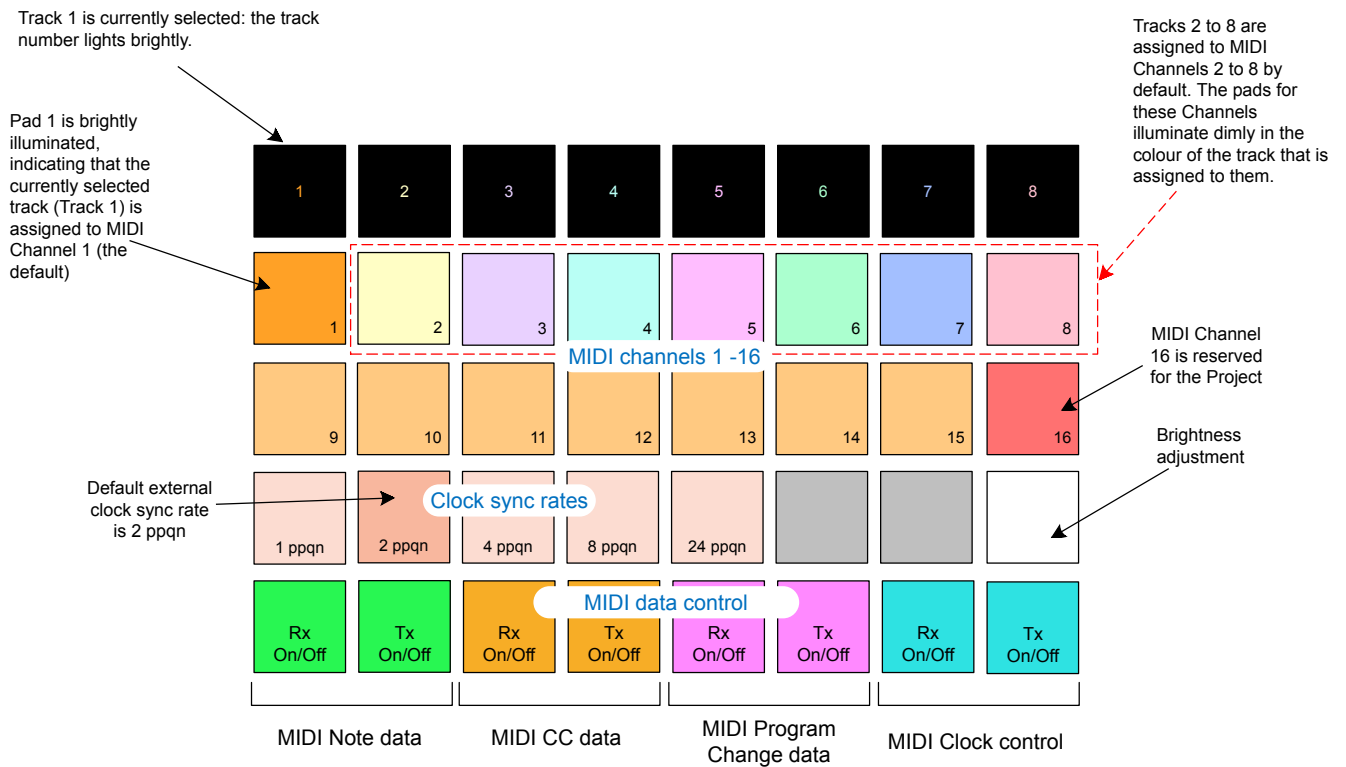 Track 1 is currently selected: the track
number lights brightly.
Tracks 2 to 8 are
assigned to MIDI
Channels 2 to 8 by
default. The pads for
these Channels
illuminate dimly in the
colour of the track that is
assigned to them.
Pad 1 is brightly
illuminated,
indicating that the
currently selected
track (Track 1) is
assigned to MIDI
Channel 1 (the
default)
1 2 3 4 5 6 7 8
1 2 3 4 5 6 7 8
MIDI channels 1 -16
MIDI Channel
16 is reserved
for the Project
9 10 11 12 13 14 15 16
Brightness
adjustment
Default external
clock sync rate
is 2 ppqn
Clock sync rates
1 ppqn 2 ppqn 4 ppqn 8 ppqn 24 ppqn
MIDI data control
Rx Tx Rx Tx Rx Tx Rx Tx
On/Off On/Off On/Off On/Off On/Off On/Off On/Off On/Off
MIDI Note data
MIDI CC data
MIDI Program
Change data
MIDI Clock control